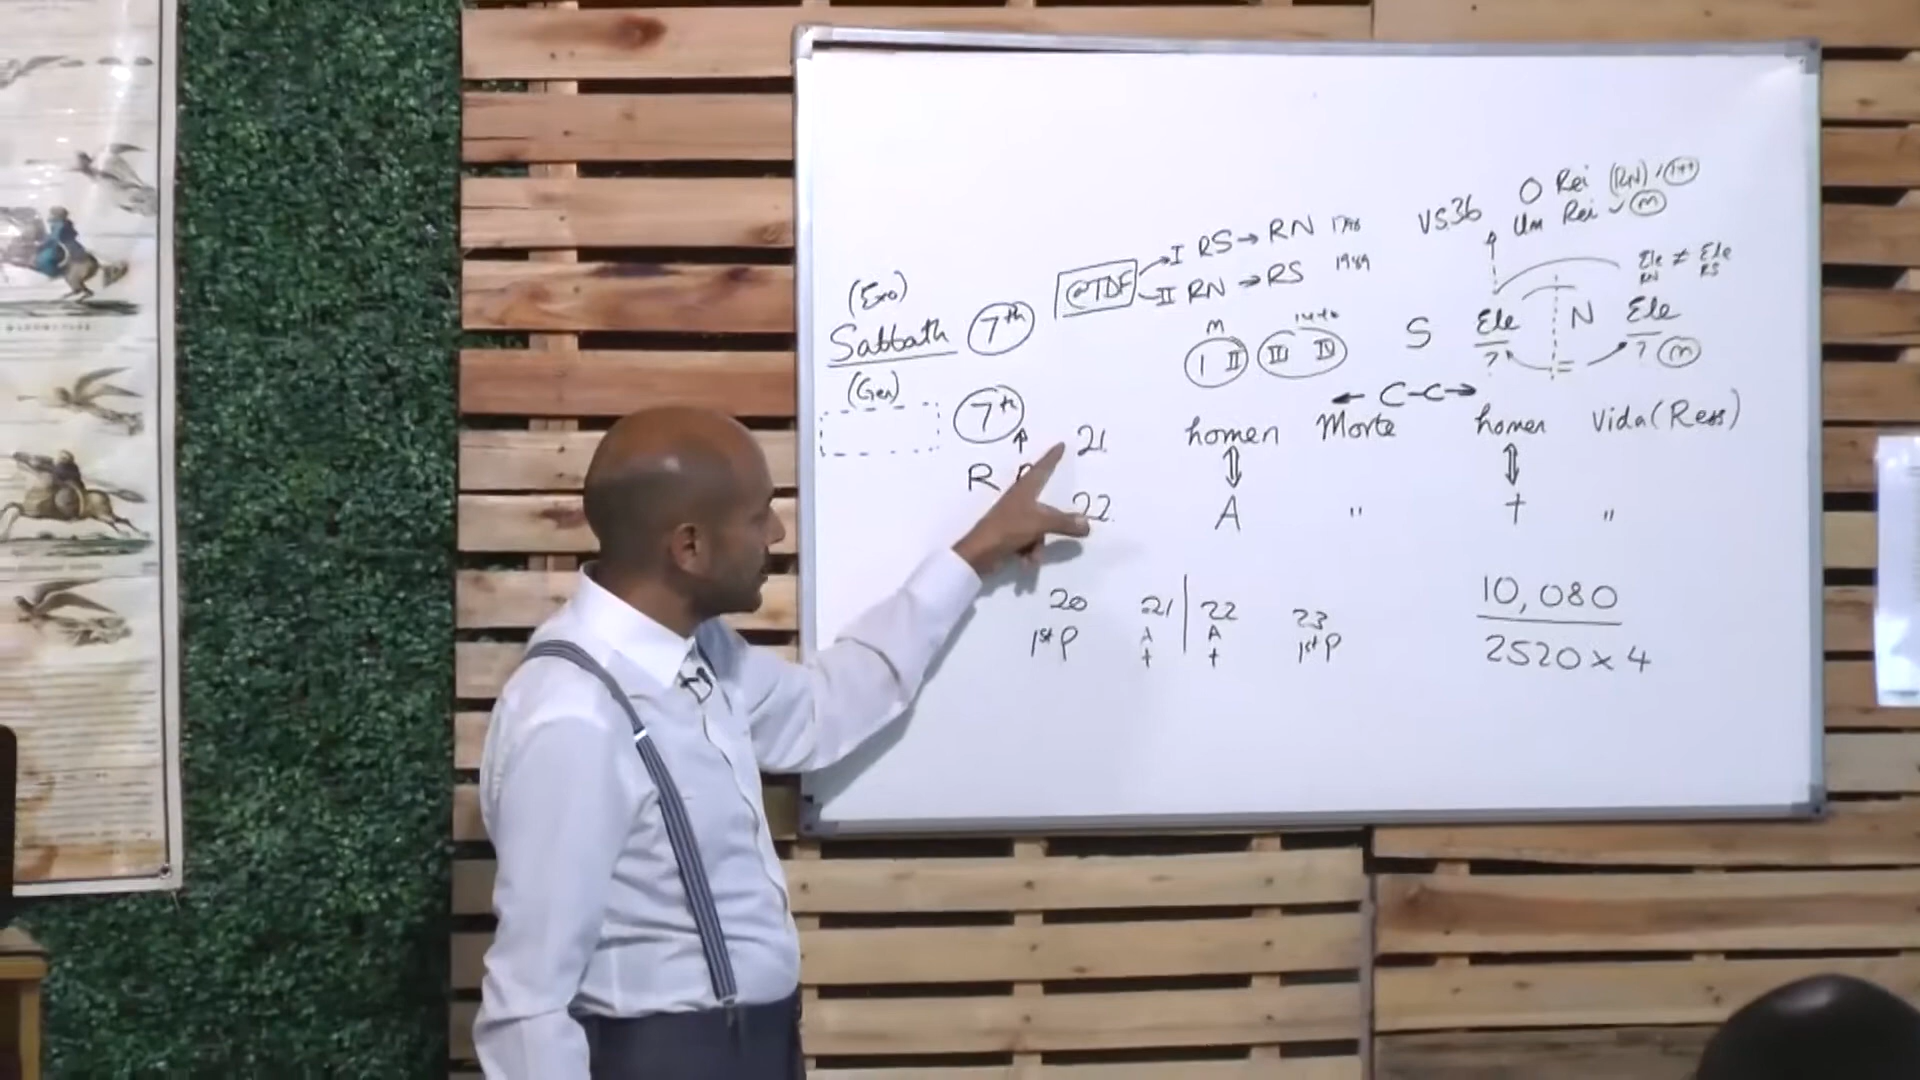 (Exo)
Sabbath 7th
(Gen)
7th
R
@TDF
I RS → RN 1798
II RN → RS 1989
VS.36
O Rei (RN)
Um Rei (m)
Ele ≠ Ele
RN RS
m
I II III IV
S Ele N Ele
? = ? (m)
← C-C →
21 homen Morte homen Vida (Ress)
22 A " + "
20 21 | 22 23
1st P A A 1st P
+ +
10,080
2520 x 4